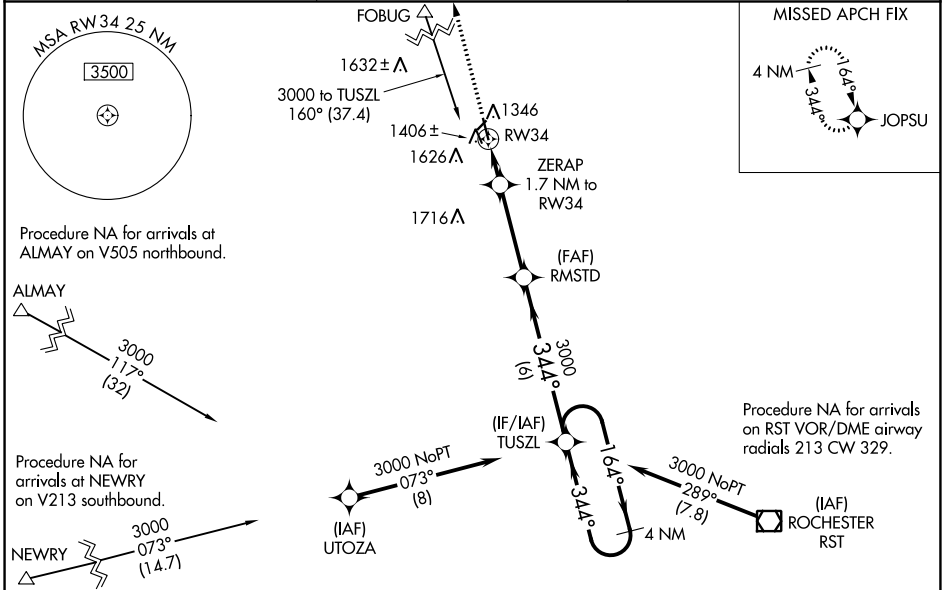 MSA RW34 25 NM
3500
Procedure NA for arrivals at
ALMAY on V505 northbound.
ALMAY
3000
117°
(32)
Procedure NA for
arrivals at NEWRY
on V213 southbound.
3000
073°
(14.7)
NEWRY
FOBUG
1632±
3000 to TUSZL
160° (37.4)
1346
1406±
RW34
1626
ZERAP
1.7 NM to
RW34
1716
(FAF)
RMSTD
3000
344°
(6)
(IF/IAF)
TUSZL
3000 NoPT
073°
(8)
(IAF)
UTOZA
164°
344°
4 NM
3000 NoPT
289°
(7.8)
(IAF)
ROCHESTER
RST
Procedure NA for arrivals
on RST VOR/DME airway
radials 213 CW 329.
MISSED APCH FIX
4 NM
164°
344°
JOPSU